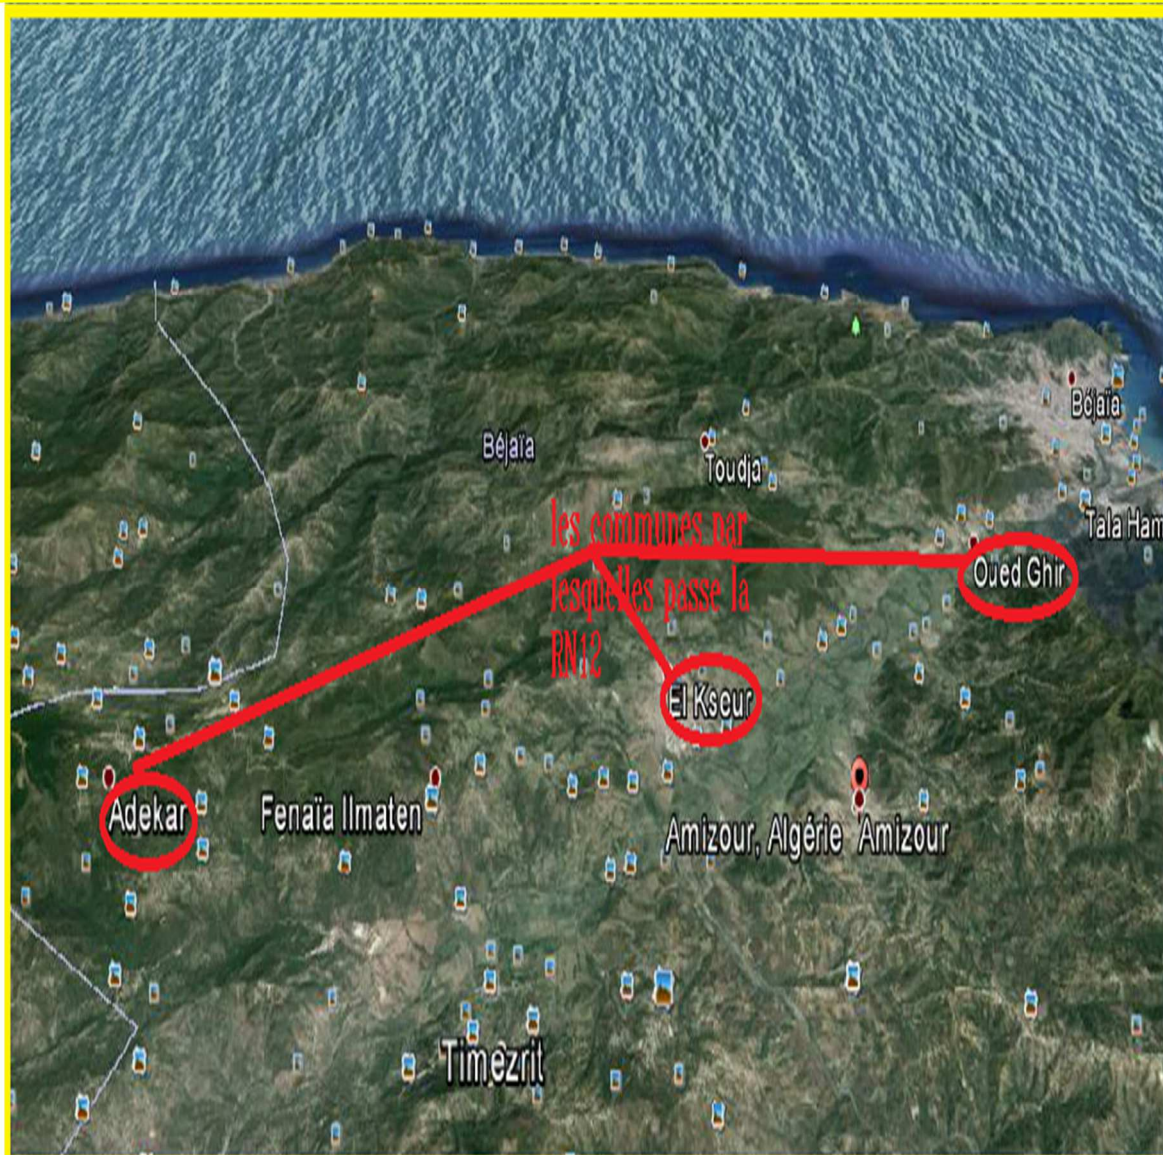 Béjaïa
Béjaïa
Toudja
les communes par
lesquelles passe la
RN12
Tala Ham
Oued Ghir
El Kseur
Adekar
Fenaïa Ilmaten
Amizour, Algérie
Amizour
Timezrit